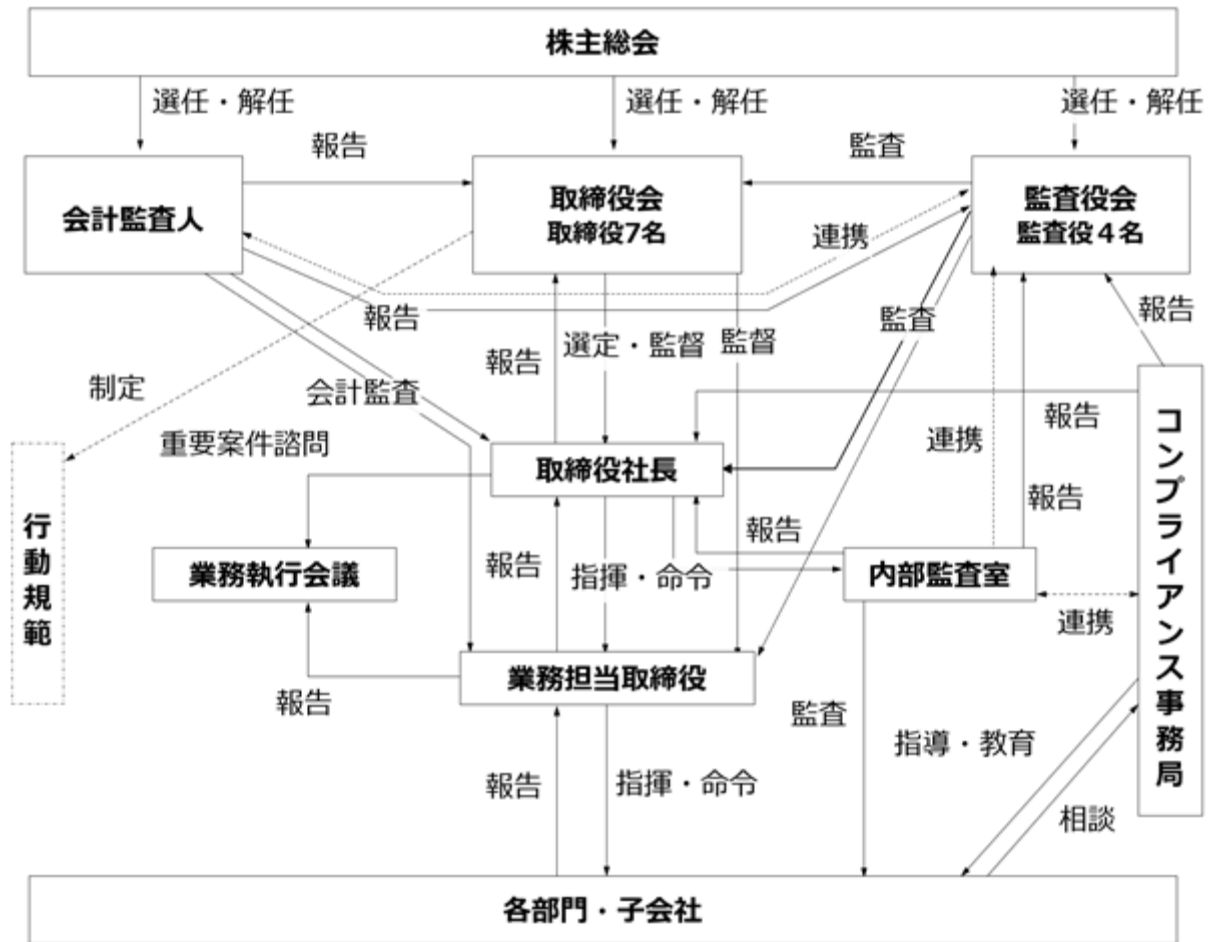 株主総会
選任・解任
選任・解任
選任・解任
報告
監査
会計監査人
取締役会
取締役7名
監査役会
監査役４名
連携
報告
報告
監査
報告
選定・監督
監督
制定
会計監査
報告
重要案件諮問
連携
取締役社長
報告
行動規範
報告
業務執行会議
報告
指揮・命令
内部監査室
連携
コンプライアンス事務局
業務担当取締役
報告
監査
指導・教育
報告
指揮・命令
相談
各部門・子会社